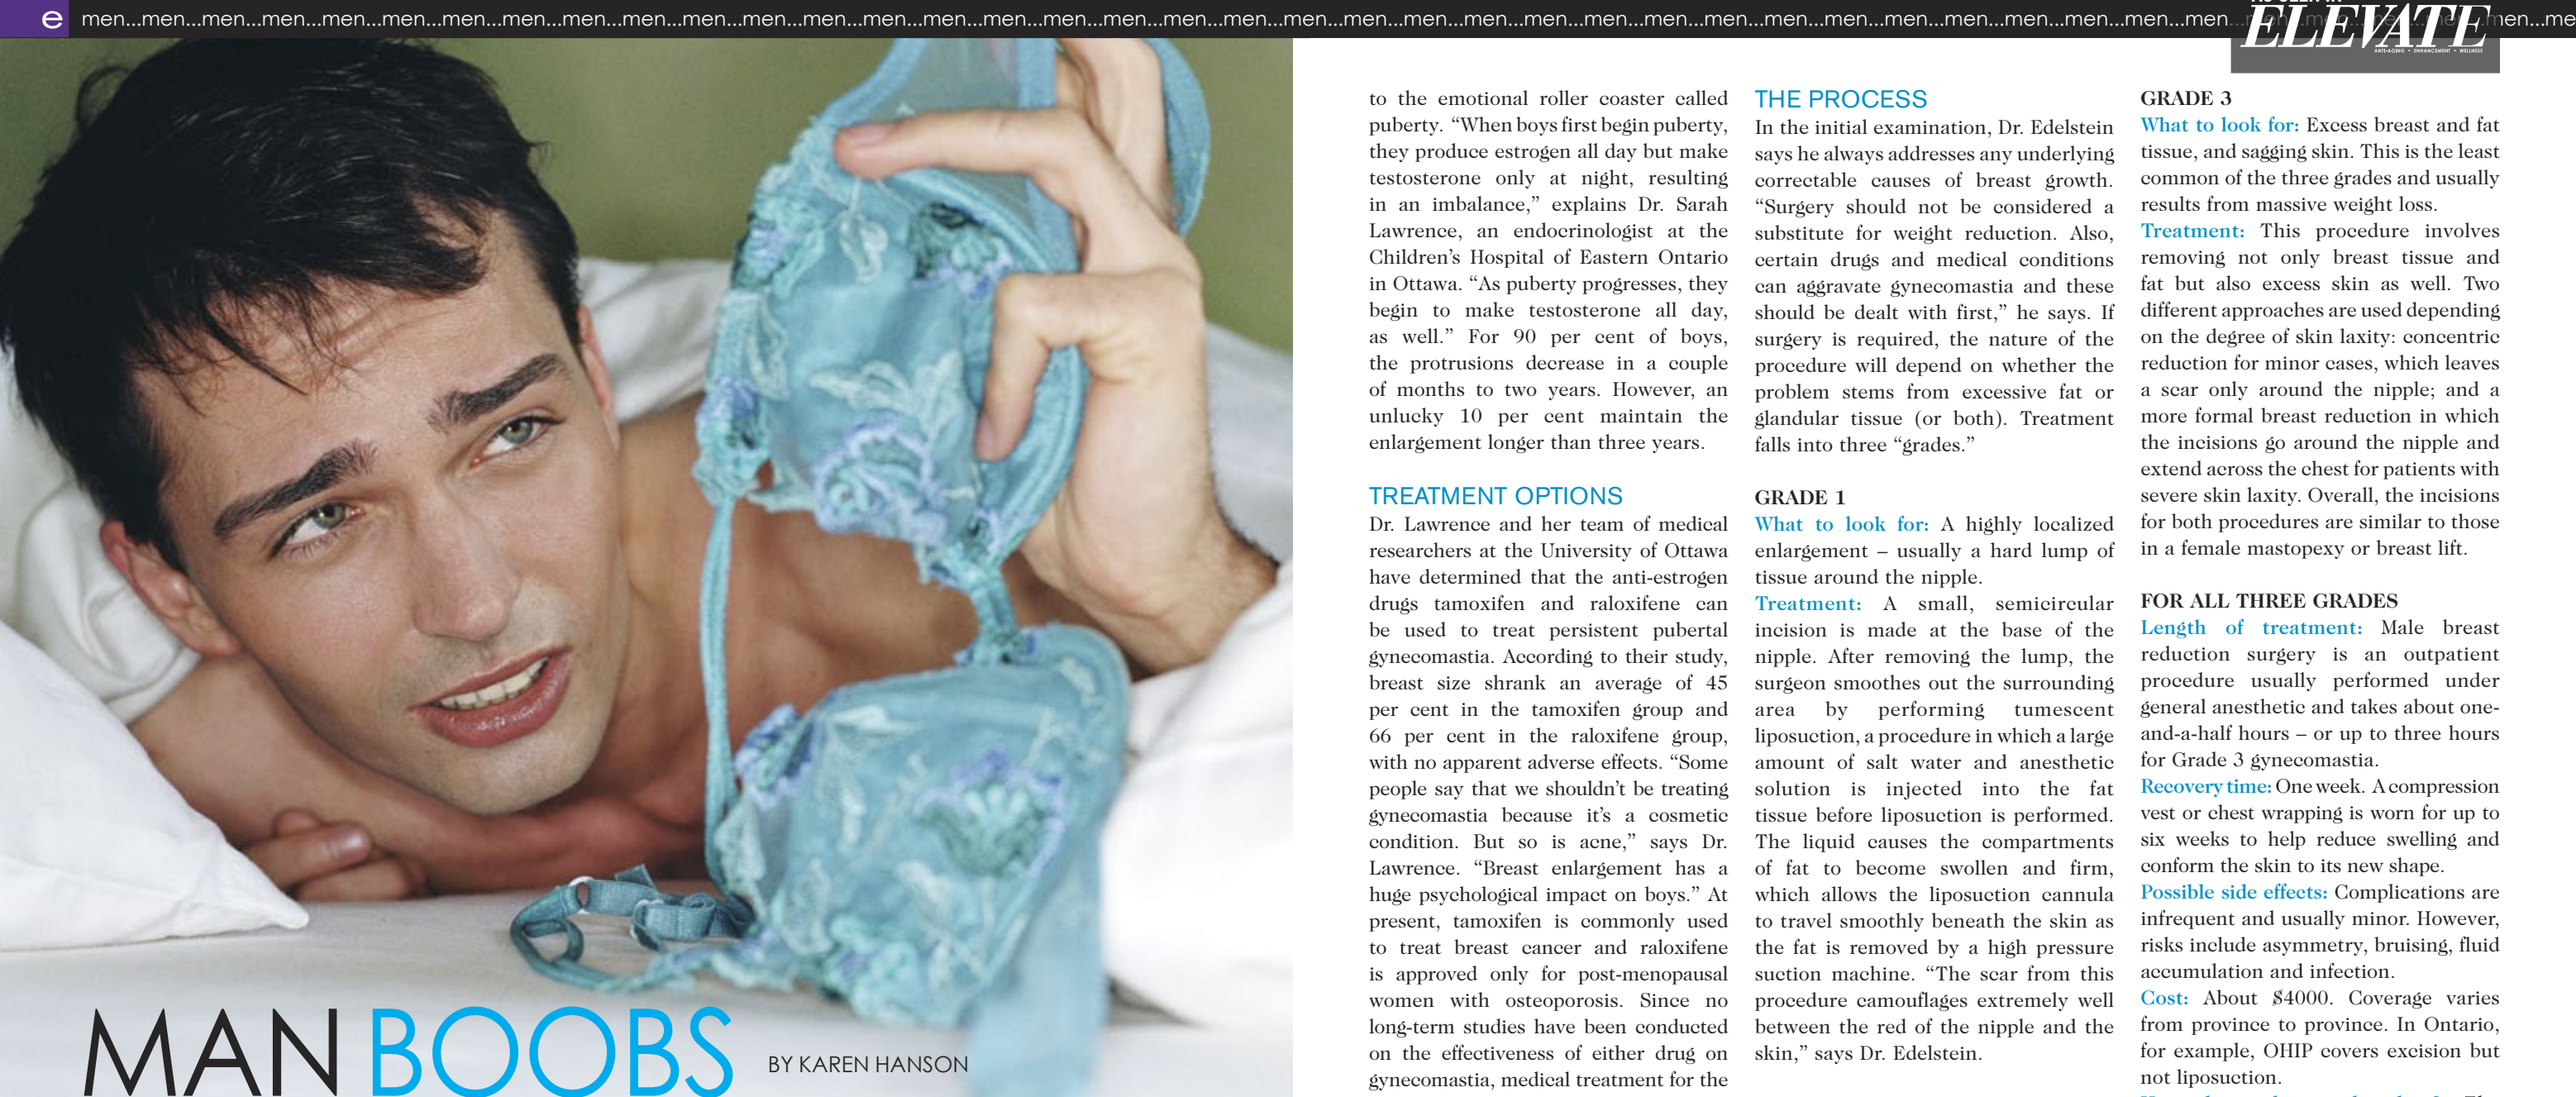 e men...men...men...men...men...men...men...men...men...men...men...men...men...men...men...men...men...men...men...men...men...men...men...men...men...men...men...men...men...men...men...men...men...men...men...men
AS SEEN IN
ELEVATE
ANTI-AGING • ENHANCEMENT • WELLNESS
MAN BOOBS BY KAREN HANSON
to the emotional roller coaster called
puberty. “When boys first begin puberty,
they produce estrogen all day but make
testosterone only at night, resulting
in an imbalance,” explains Dr. Sarah
Lawrence, an endocrinologist at the
Children’s Hospital of Eastern Ontario
in Ottawa. “As puberty progresses, they
begin to make testosterone all day,
as well.” For 90 per cent of boys,
the protrusions decrease in a couple
of months to two years. However, an
unlucky 10 per cent maintain the
enlargement longer than three years.
TREATMENT OPTIONS
Dr. Lawrence and her team of medical
researchers at the University of Ottawa
have determined that the anti-estrogen
drugs tamoxifen and raloxifene can
be used to treat persistent pubertal
gynecomastia. According to their study,
breast size shrank an average of 45
per cent in the tamoxifen group and
66 per cent in the raloxifene group,
with no apparent adverse effects. “Some
people say that we shouldn’t be treating
gynecomastia because it’s a cosmetic
condition. But so is acne,” says Dr.
Lawrence. “Breast enlargement has a
huge psychological impact on boys.” At
present, tamoxifen is commonly used
to treat breast cancer and raloxifene
is approved only for post-menopausal
women with osteoporosis. Since no
long-term studies have been conducted
on the effectiveness of either drug on
gynecomastia, medical treatment for the
THE PROCESS
In the initial examination, Dr. Edelstein
says he always addresses any underlying
correctable causes of breast growth.
“Surgery should not be considered a
substitute for weight reduction. Also,
certain drugs and medical conditions
can aggravate gynecomastia and these
should be dealt with first,” he says. If
surgery is required, the nature of the
procedure will depend on whether the
problem stems from excessive fat or
glandular tissue (or both). Treatment
falls into three “grades.”
GRADE 1
What to look for: A highly localized
enlargement – usually a hard lump of
tissue around the nipple.
Treatment: A small, semicircular
incision is made at the base of the
nipple. After removing the lump, the
surgeon smoothes out the surrounding
area by performing tumescent
liposuction, a procedure in which a large
amount of salt water and anesthetic
solution is injected into the fat
tissue before liposuction is performed.
The liquid causes the compartments
of fat to become swollen and firm,
which allows the liposuction cannula
to travel smoothly beneath the skin as
the fat is removed by a high pressure
suction machine. “The scar from this
procedure camouflages extremely well
between the red of the nipple and the
skin,” says Dr. Edelstein.
GRADE 3
What to look for: Excess breast and fat
tissue, and sagging skin. This is the least
common of the three grades and usually
results from massive weight loss.
Treatment: This procedure involves
removing not only breast tissue and
fat but also excess skin as well. Two
different approaches are used depending
on the degree of skin laxity: concentric
reduction for minor cases, which leaves
a scar only around the nipple; and a
more formal breast reduction in which
the incisions go around the nipple and
extend across the chest for patients with
severe skin laxity. Overall, the incisions
for both procedures are similar to those
in a female mastopexy or breast lift.
FOR ALL THREE GRADES
Length of treatment: Male breast
reduction surgery is an outpatient
procedure usually performed under
general anesthetic and takes about one-
and-a-half hours – or up to three hours
for Grade 3 gynecomastia.
Recovery time: One week. A compression
vest or chest wrapping is worn for up to
six weeks to help reduce swelling and
conform the skin to its new shape.
Possible side effects: Complications are
infrequent and usually minor. However,
risks include asymmetry, bruising, fluid
accumulation and infection.
Cost: About $4000. Coverage varies
from province to province. In Ontario,
for example, OHIP covers excision but
not liposuction.